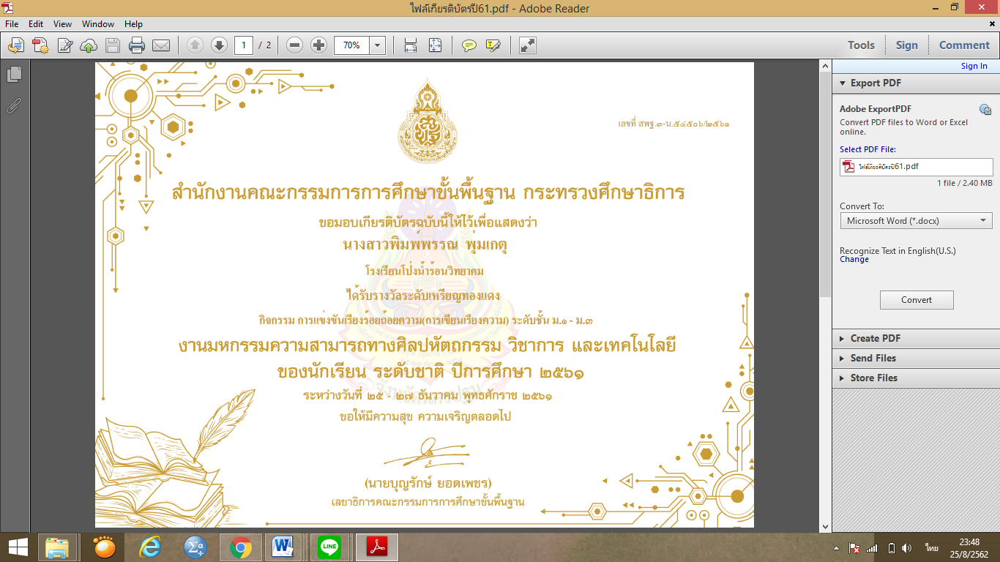 ไฟล์เกียรติบัตรปี61.pdf - Adobe Reader
File Edit View Window Help
1 / 2 70% Tools Sign Comment
Sign In
Export PDF
Adobe ExportPDF
Convert PDF files to Word or Excel
online.
Select PDF File:
ไฟล์เกียรติบัตรปี61.pdf
1 file / 2.40 MB
Convert To:
Microsoft Word (*.docx)
Recognize Text in English(U.S.)
Change
Convert
Create PDF
Send Files
Store Files
เลขที่ สพฐ.๓-น.๕๔๕๐๖/๒๕๖๑
สำนักงานคณะกรรมการการศึกษาขั้นพื้นฐาน กระทรวงศึกษาธิการ
ขอมอบเกียรติบัตรฉบับนี้ให้ไว้เพื่อแสดงว่า
นางสาวพิมพ์พรรณ พุ่มเกตุ
โรงเรียนโป่งน้ำร้อนวิทยาคม
ได้รับรางวัลระดับเหรียญทองแดง
กิจกรรม การแข่งขันเรียงร้อยถ้อยความ(การเขียนเรียงความ) ระดับชั้น ม.๑ - ม.๓
งานมหกรรมความสามารถทางศิลปหัตถกรรม วิชาการ และเทคโนโลยี
ของนักเรียน ระดับชาติ ปีการศึกษา ๒๕๖๑
ระหว่างวันที่ ๒๕ - ๒๗ ธันวาคม พุทธศักราช ๒๕๖๑
ขอให้มีความสุข ความเจริญตลอดไป
(นายบุญรักษ์ ยอดเพชร)
เลขาธิการคณะกรรมการการศึกษาขั้นพื้นฐาน
จังหวัดนครปฐม
LINE
ไทย
23:48
25/8/2562